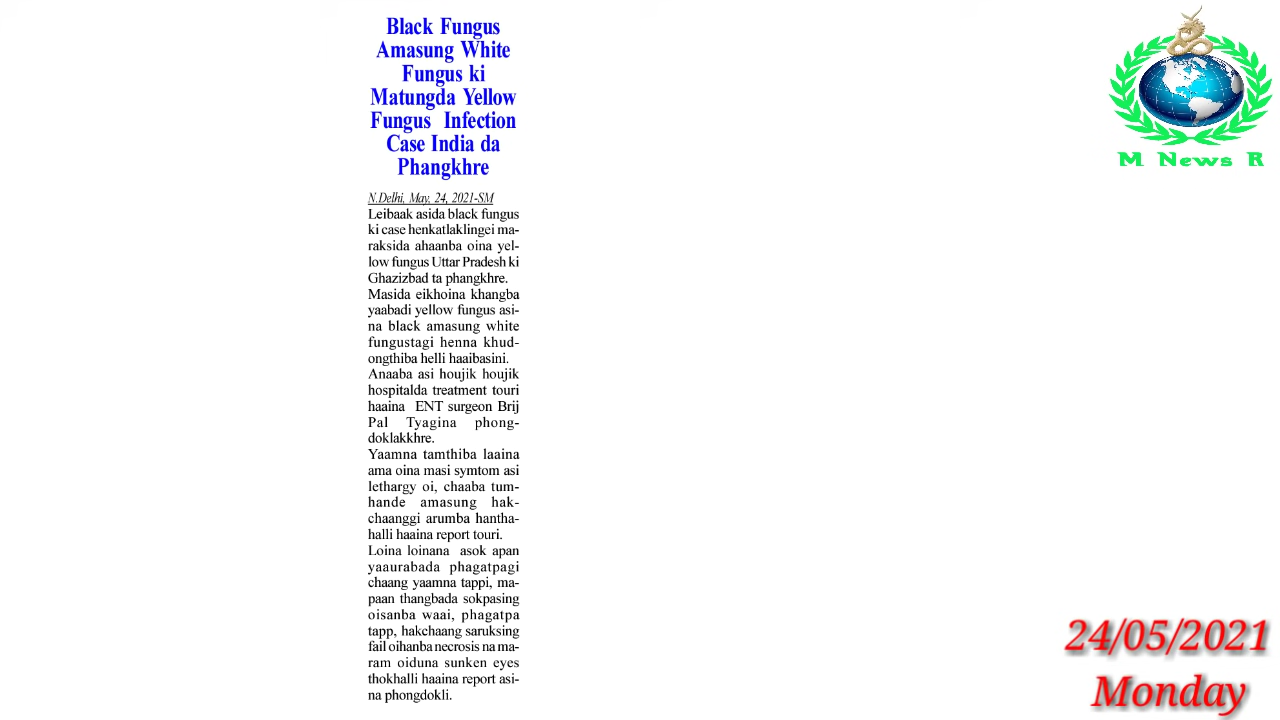 Black Fungus
Amasung White
Fungus ki
Matungda Yellow
Fungus Infection
Case India da
Phangkhre
N.Delhi, May, 24, 2021-SM
Leibaak asida black fungus
ki case henkatlaklingei ma-
raksida ahaanba oina yel-
low fungus Uttar Pradesh ki
Ghazizbad ta phangkhre.
Masida eikhoina khangba
yaabadi yellow fungus asi-
na black amasung white
fungustagi henna khud-
ongthiba helli haaibasini.
Anaaba asi houjik houjik
hospitalda treatment touri
haaina ENT surgeon Brij
Pal Tyagina phong-
doklakkhre.
Yaamna tamthiba laaina
ama oina masi symtom asi
lethargy oi, chaaba tum-
hande amasung hak-
chaanggi arumba hantha-
halli haaina report touri.
Loina loinana asok apan
yaaurabada phagatpagi
chaang yaamna tappi, ma-
paan thangbada sokpasing
oisanba waai, phagatpa
tapp, hakchaang saruksing
fail oihanba necrosis na ma-
ram oiduna sunken eyes
thokhalli haaina report asi-
na phongdokli.
M News R
24/05/2021
Monday